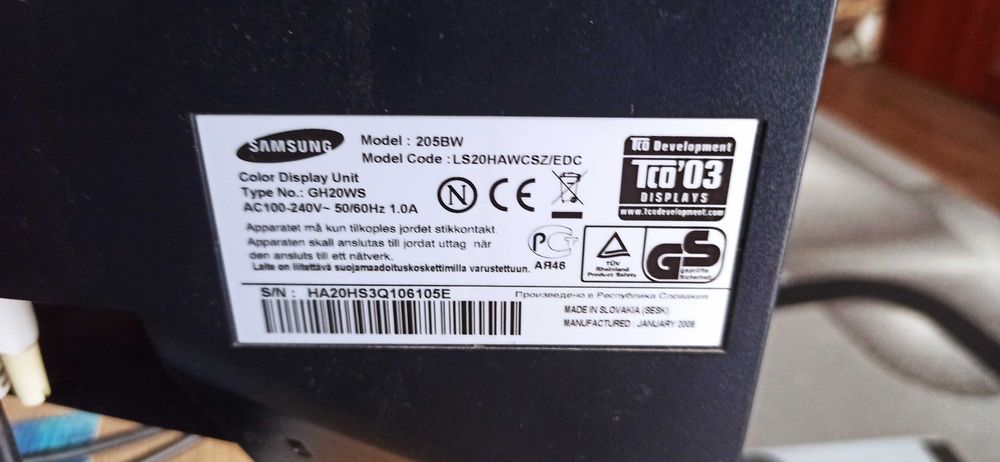 SAMSUNG
Model : 205BW
Model Code : LS20HAWCSZ/EDC
Color Display Unit
Type No.: GH20WS
AC100-240V~ 50/60Hz 1.0A
N
CE
TCO Development
TCO'03
DISPLAYS
www.tcodevelopment.com
Apparatet må kun tilkoples jordet stikkontakt.
Apparaten skall anslutas till jordat uttag när
den ansluts till ett nätverk.
Laite on liitettävä suojamaadoituskoskettimilla varustettuun.
РСТ
АЯ46
TÜV
Rheinland
Product Safety
GS
geprüfte
Sicherheit
S/N : HA20HS3Q106105E
Произведено в Республика Словакия
MADE IN SLOVAKIA (SESK)
MANUFACTURED : JANUARY 2008